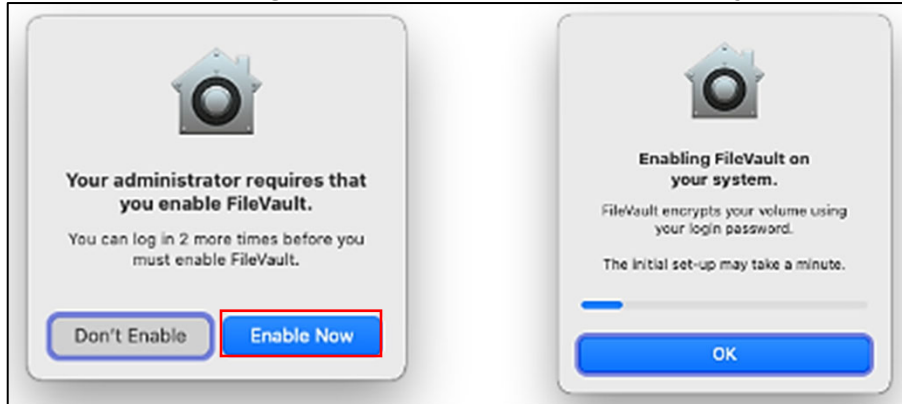 Your administrator requires that
you enable FileVault.
You can log in 2 more times before you
must enable FileVault.
Don't Enable
Enable Now
Enabling FileVault on
your system.
FileVault encrypts your volume using
your login password.
The initial set-up may take a minute.
OK